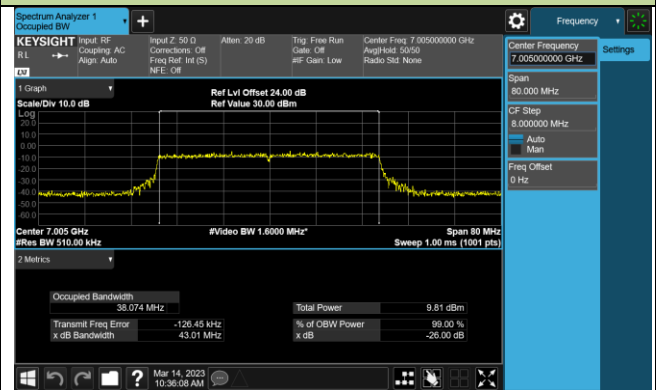 Spectrum Analyzer 1
Occupied BW
Frequency
KEYSIGHT
Input: RF
Input Z: 50 Ω
Atten: 20 dB
Trig: Free Run
Center Freq: 7.005000000 GHz
R L
Coupling: AC
Corrections: Off
Gate: Off
Avg|Hold: 50/50
Align: Auto
Freq Ref: Int (S)
#IF Gain: Low
Radio Std: None
NFE: Off
LXI
Center Frequency
7.005000000 GHz
Settings
Span
80.000 MHz
CF Step
8.000000 MHz
Auto
Man
Freq Offset
0 Hz
1 Graph
Ref Lvl Offset 24.00 dB
Scale/Div 10.0 dB
Ref Value 30.00 dBm
Log
20.0
10.0
0.00
-10.0
-20.0
-30.0
-40.0
-50.0
-60.0
Center 7.005 GHz
#Video BW 1.6000 MHz*
Span 80 MHz
#Res BW 510.00 kHz
Sweep 1.00 ms (1001 pts)
2 Metrics
Occupied Bandwidth
38.074 MHz
Total Power
9.81 dBm
Transmit Freq Error
-126.45 kHz
% of OBW Power
99.00 %
x dB Bandwidth
43.01 MHz
x dB
-26.00 dB
?
Mar 14, 2023
10:36:08 AM